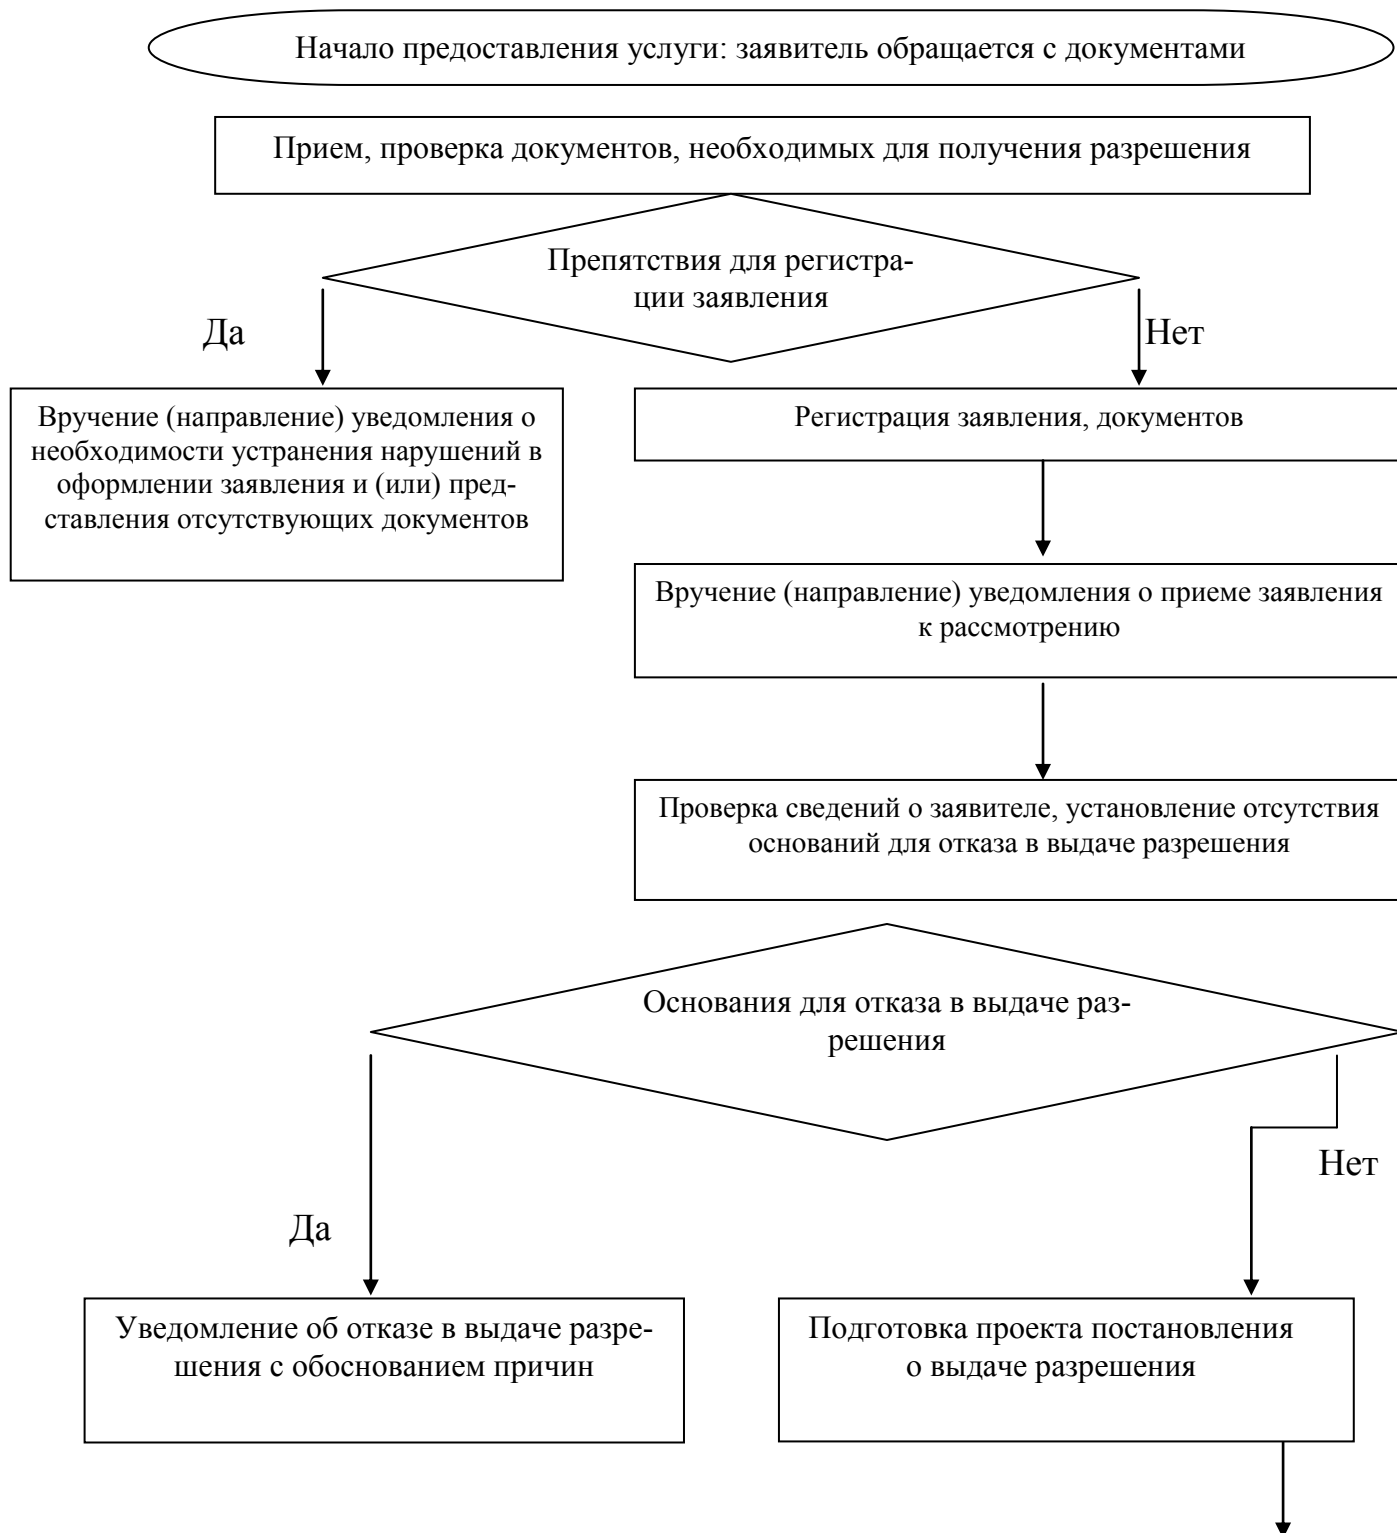 Начало предоставления услуги: заявитель обращается с документами
Прием, проверка документов, необходимых для получения разрешения
Препятствия для регистра-
ции заявления
Да
Нет
Вручение (направление) уведомления о
необходимости устранения нарушений в
оформлении заявления и (или) пред-
ставления отсутствующих документов
Регистрация заявления, документов
Вручение (направление) уведомления о приеме заявления
к рассмотрению
Проверка сведений о заявителе, установление отсутствия
оснований для отказа в выдаче разрешения
Основания для отказа в выдаче раз-
решения
Нет
Да
Уведомление об отказе в выдаче разре-
шения с обоснованием причин
Подготовка проекта постановления
о выдаче разрешения